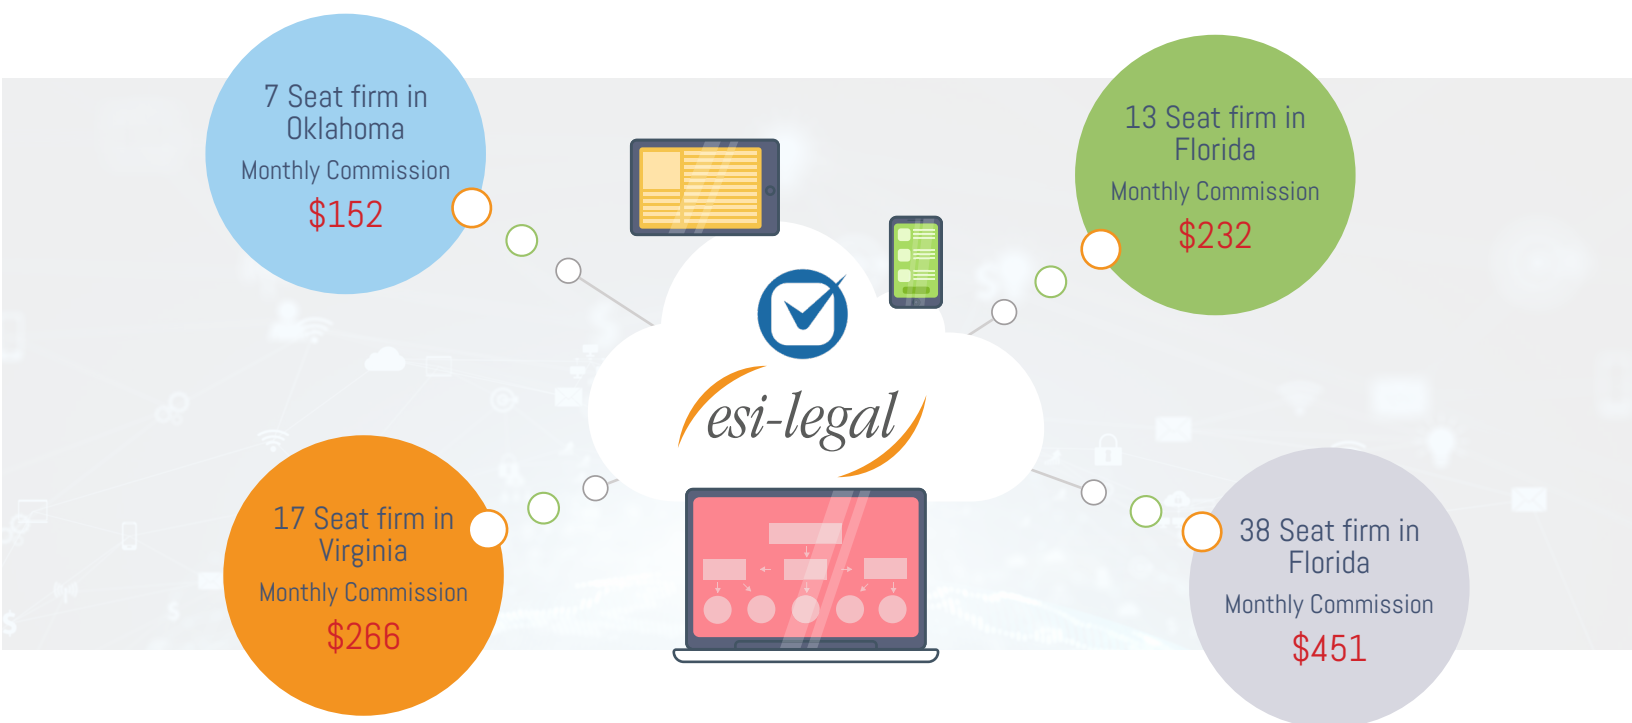 7 Seat firm in
Oklahoma
Monthly Commission
$152
13 Seat firm in
Florida
Monthly Commission
$232
esi-legal
17 Seat firm in
Virginia
Monthly Commission
$266
38 Seat firm in
Florida
Monthly Commission
$451